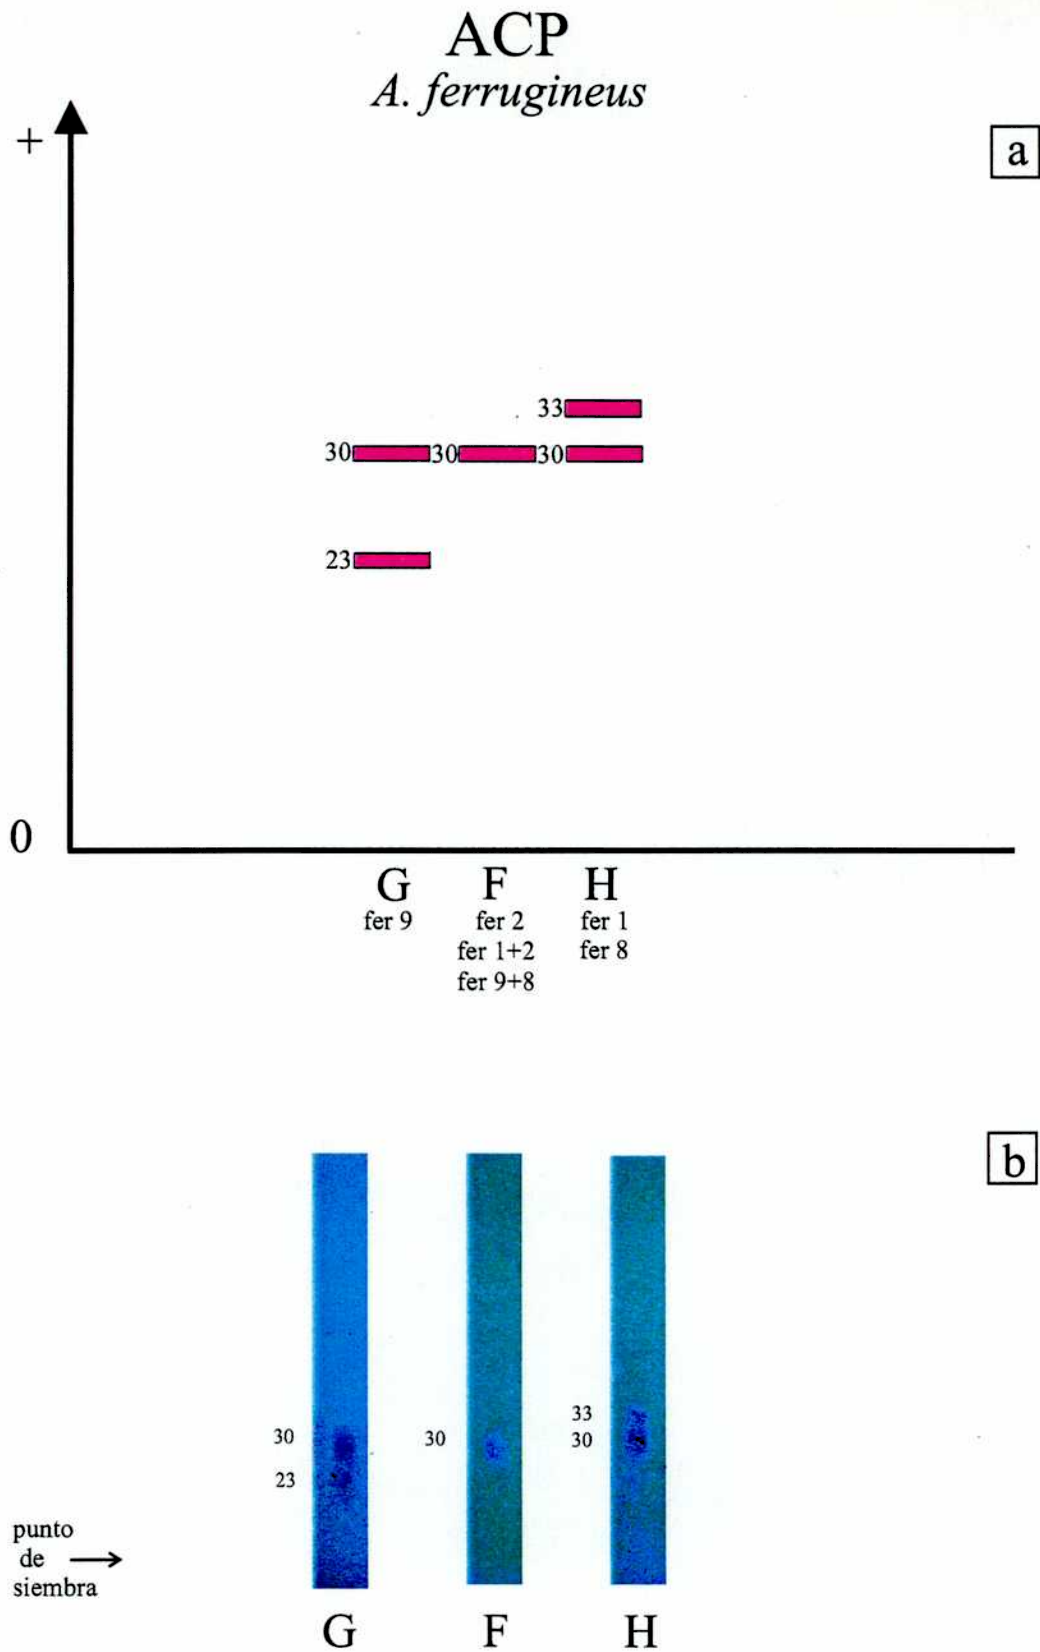 ACP
A. ferrugineus
+
a
33
30 30 30
23
0
G F H
fer 9 fer 2 fer 1
fer 1+2 fer 8
fer 9+8
b
33
30 30 30
23
punto
de
siembra
G F H